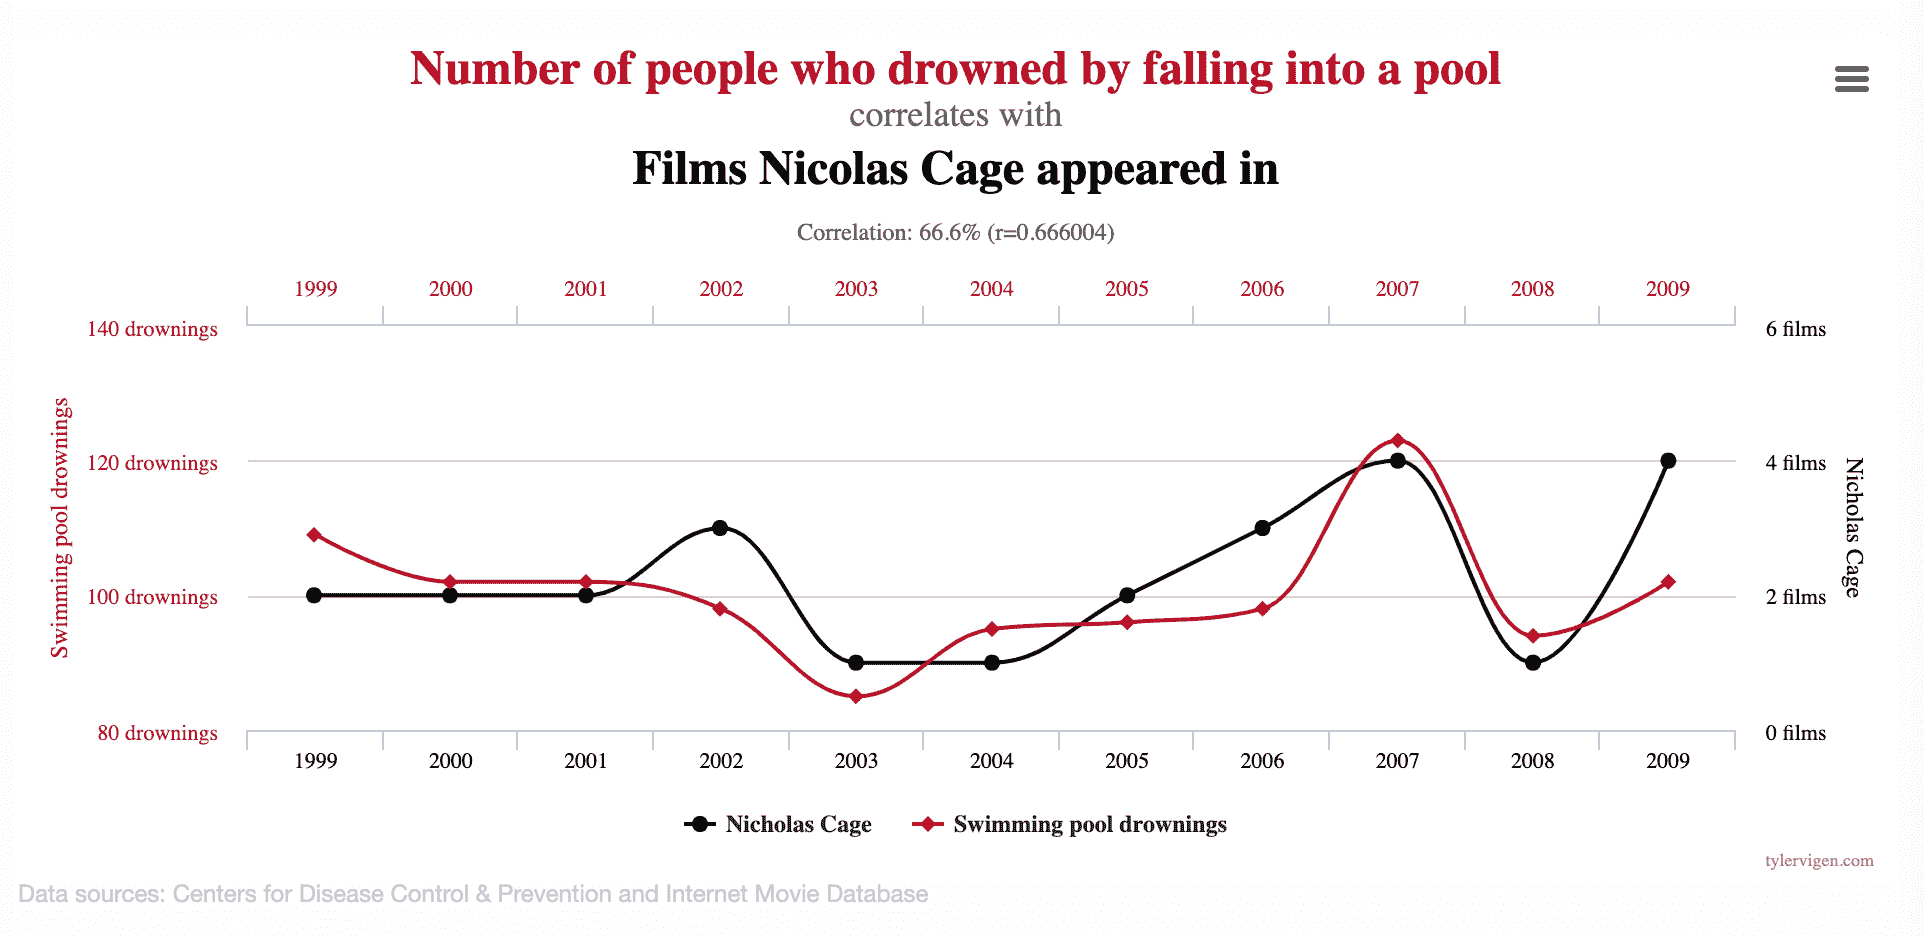 Number of people who drowned by falling into a pool
correlates with
Films Nicolas Cage appeared in
Correlation: 66.6% (r=0.666004)
1999 2000 2001 2002 2003 2004 2005 2006 2007 2008 2009
140 drownings
120 drownings
100 drownings
80 drownings
Swimming pool drownings
6 films
4 films
2 films
0 films
Nicholas Cage
1999 2000 2001 2002 2003 2004 2005 2006 2007 2008 2009
Nicholas Cage Swimming pool drownings
tylervigen.com
Data sources: Centers for Disease Control & Prevention and Internet Movie Database